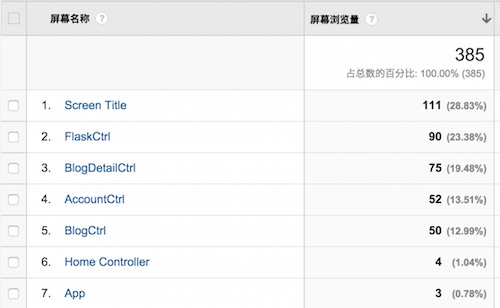 屏幕名称 ? 屏幕浏览量 ?
385
占总数的百分比: 100.00% (385)
1. Screen Title 111 (28.83%)
2. FlaskCtrl 90 (23.38%)
3. BlogDetailCtrl 75 (19.48%)
4. AccountCtrl 52 (13.51%)
5. BlogCtrl 50 (12.99%)
6. Home Controller 4 (1.04%)
7. App 3 (0.78%)